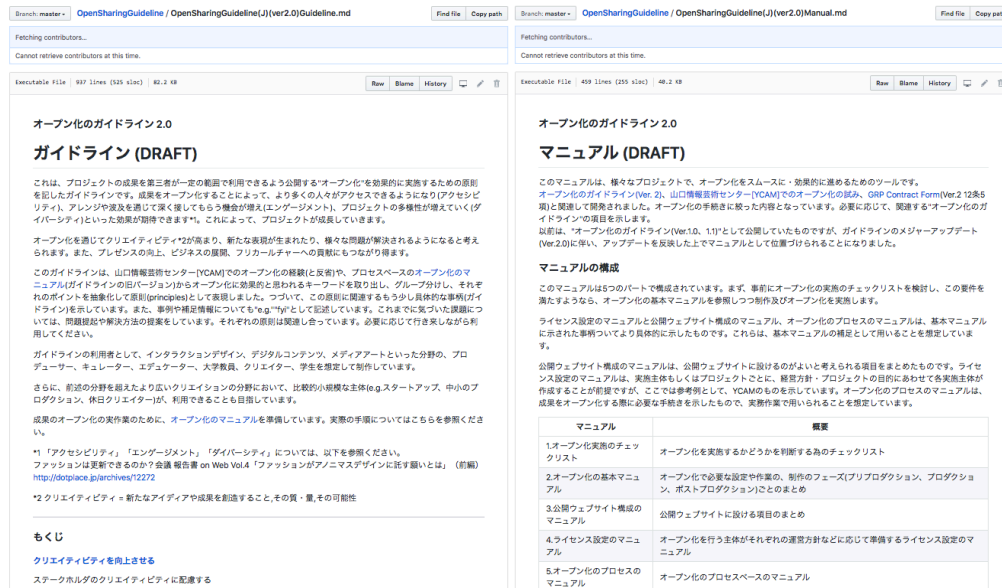 Branch: master
OpenSharingGuideline / OpenSharingGuideline(J)(ver2.0)Guideline.md
Find file
Copy path
Fetching contributors…
Cannot retrieve contributors at this time.
Executable File
937 lines (525 sloc)
82.2 KB
Raw
Blame
History
オープン化のガイドライン 2.0
ガイドライン (DRAFT)
これは、プロジェクトの成果を第三者が一定の範囲で利用できるよう公開する"オープン化"を効果的に実施するための原則
を記したガイドラインです。成果をオープン化することによって、より多くの人々がアクセスできるようになり(アクセシビ
リティ)、アレンジや波及を通じて深く接してもらう機会が増え(エンゲージメント)、プロジェクトの多様性が増えていく(ダ
イバーシティ)といった効果が期待できます*1。これによって、プロジェクトが成長していきます。
オープン化を通じてクリエイティビティ*2が高まり、新たな表現が生まれたり、様々な問題が解決されるようになると考え
られます。また、プレゼンスの向上、ビジネスの展開、フリカルチャーへの貢献にもつながり得ます。
このガイドラインは、山口情報芸術センター[YCAM]でのオープン化の経験(と反省)や、プロセスベースのオープン化のマ
ニュアル(ガイドラインの旧バージョン)からオープン化に効果的と思われるキーワードを取り出し、グループ分けし、それぞ
れのポイントを抽象化して原則(principles)として表現しました。つづいて、この原則に関連するもう少し具体的な事柄(ガイ
ドライン)を示しています。また、事例や補足情報についても"e.g.""fyi"として記述しています。これまでに気づいた課題につ
いては、問題提起や解決方法の提案をしています。それぞれの原則は関連し合っています。必要に応じて行き来しながら利
用してください。
ガイドラインの利用者として、インタラクションデザイン、デジタルコンテンツ、メディアアートといった分野の、プロ
デューサー、キュレーター、エデュケーター、大学教員、クリエイター、学生を想定して制作しています。
さらに、前述の分野を超えたより広いクリエイションの分野において、比較的小規模な主体(e.g.スタートアップ、中小のプ
ロダクション、休日クリエイター)が、利用できることも目指しています。
成果のオープン化の実作業のために、オープン化のマニュアルを準備しています。実際の手順についてはこちらを参照くださ
い。
*1 「アクセシビリティ」「エンゲージメント」「ダイバーシティ」については、以下を参照ください。
ファッションは更新できるのか？会議 報告書 on Web Vol.4「ファッションがアノニマスデザインに託す願いとは」（前編）
http://dotplace.jp/archives/12272
*2 クリエイティビティ = 新たなアイディアや成果を創造すること,その質・量,その可能性
もくじ
クリエイティビティを向上させる
ステークホルダのクリエイティビティに配慮する
Branch: master
OpenSharingGuideline / OpenSharingGuideline(J)(ver2.0)Manual.md
Find file
Copy pat
Fetching contributors…
Cannot retrieve contributors at this time.
Executable File
459 lines (255 sloc)
40.2 KB
Raw
Blame
History
オープン化のガイドライン 2.0
マニュアル (DRAFT)
このマニュアルは、様々なプロジェクトで、オープン化をスムースに・効果的に進めるためのツールです。
オープン化のガイドライン(Ver. 2)、山口情報芸術センター[YCAM]でのオープン化の試み、GRP Contract Form(Ver.2 12条5
項)と関連して開発されました。オープン化の手続きに絞った内容となっています。必要に応じて、関連する"オープン化のガ
イドライン"の項目を示します。
以前は、"オープン化のガイドライン(Ver.1.0、1.1)"として公開していたものですが、ガイドラインのメジャーアップデート
(Ver.2.0)に伴い、アップデートを反映した上でマニュアルとして位置づけられることになりました。
マニュアルの構成
このマニュアルは5つのパートで構成されています。まず、事前にオープン化の実施のチェックリストを検討し、この要件を
満たすようなら、オープン化の基本マニュアルを参照しつつ制作及びオープン化を実施します。
ライセンス設定のマニュアルと公開ウェブサイト構成のマニュアル、オープン化のプロセスのマニュアルは、基本マニュアル
に示された事柄ついてより具体的に示したものです。これらは、基本マニュアルの補足として用いることを想定していま
す。
公開ウェブサイト構成のマニュアルは、公開ウェブサイトに設けるのがよいと考えられる項目をまとめたものです。ライセ
ンス設定のマニュアルは、実施主体もしくはプロジェクトごとに、経営方針・プロジェクトの目的にあわせて各実施主体が
作成することが前提ですが、ここでは参考例として、YCAMのものを示しています。オープン化のプロセスのマニュアルは、
成果をオープン化する際に必要な手続きを示したもので、実務作業で用いられることを想定しています。
マニュアル
概要
1.オープン化実施のチェッ
クリスト
オープン化を実施するかどうかを判断する為のチェックリスト
2.オープン化の基本マニュ
アル
オープン化で必要な設定や作業の、制作のフェーズ(プリプロダクション、プロダクショ
ン、ポストプロダクション)ごとのまとめ
3.公開ウェブサイト構成の
マニュアル
公開ウェブサイトに設ける項目のまとめ
4.ライセンス設定のマニュ
アル
オープン化を行う主体がそれぞれの運営方針などに応じて準備するライセンス設定のマ
ニュアル
5.オープン化のプロセスの
マニュアル
オープン化のプロセスベースのマニュアル